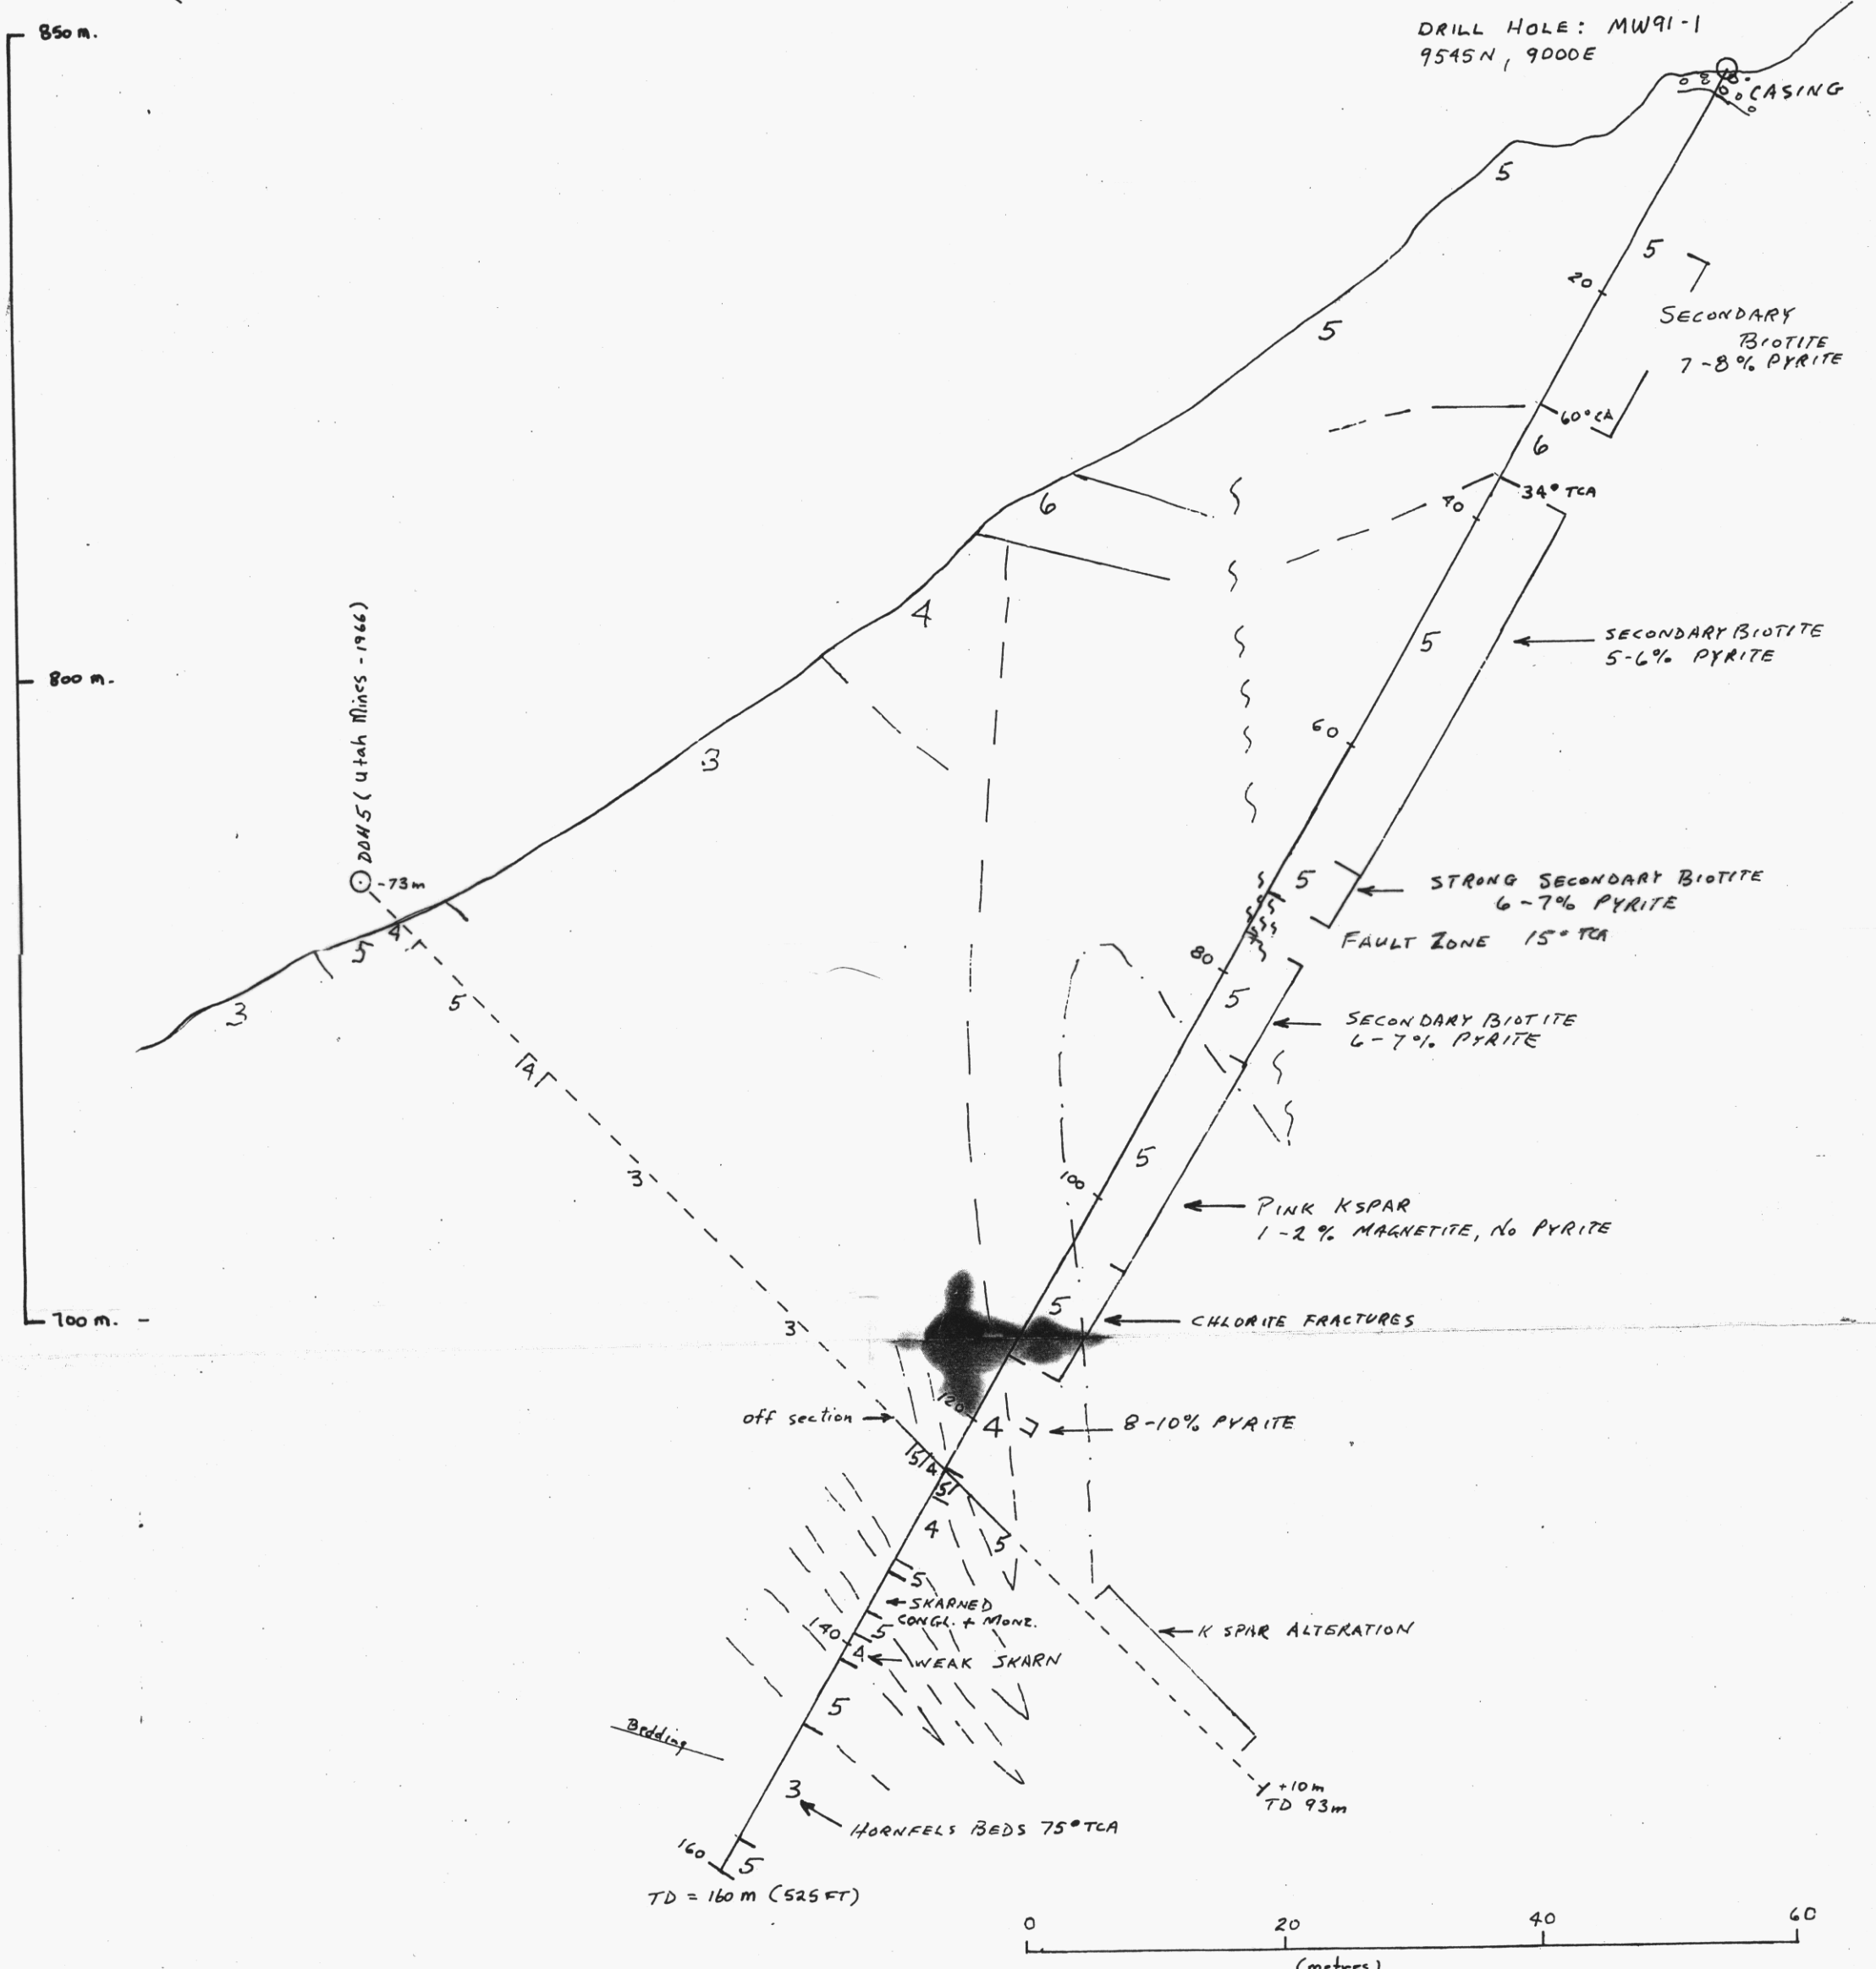 850 m.
DRILL HOLE: MW91-1
9545N, 9000E
CASING
5
5
20
SECONDARY
BIOTITE
7-8% PYRITE
5
60° CA
6
34° TCA
40
6
4
5
SECONDARY BIOTITE
5-6% PYRITE
800 m.
DDH5 (Utah Mines - 1966)
60
3
-73m
5
STRONG SECONDARY BIOTITE
6-7% PYRITE
FAULT ZONE 15° TCA
4
5
80
5
3
5
SECONDARY BIOTITE
6-7% PYRITE
4
5
3
100
PINK KSPAR
1-2% MAGNETITE, NO PYRITE
5
700 m.
3
CHLORITE FRACTURES
120
off section
4
8-10% PYRITE
5
4
5
4
5
5
SKARNED
CONGL. + MONZ.
140
5
K SPAR ALTERATION
4
WEAK SKARN
5
Bedding
3
+10m
TD 93m
HORNFELS BEDS 75° TCA
160
5
TD = 160 m (525 FT)
0 20 40 60
(metres)